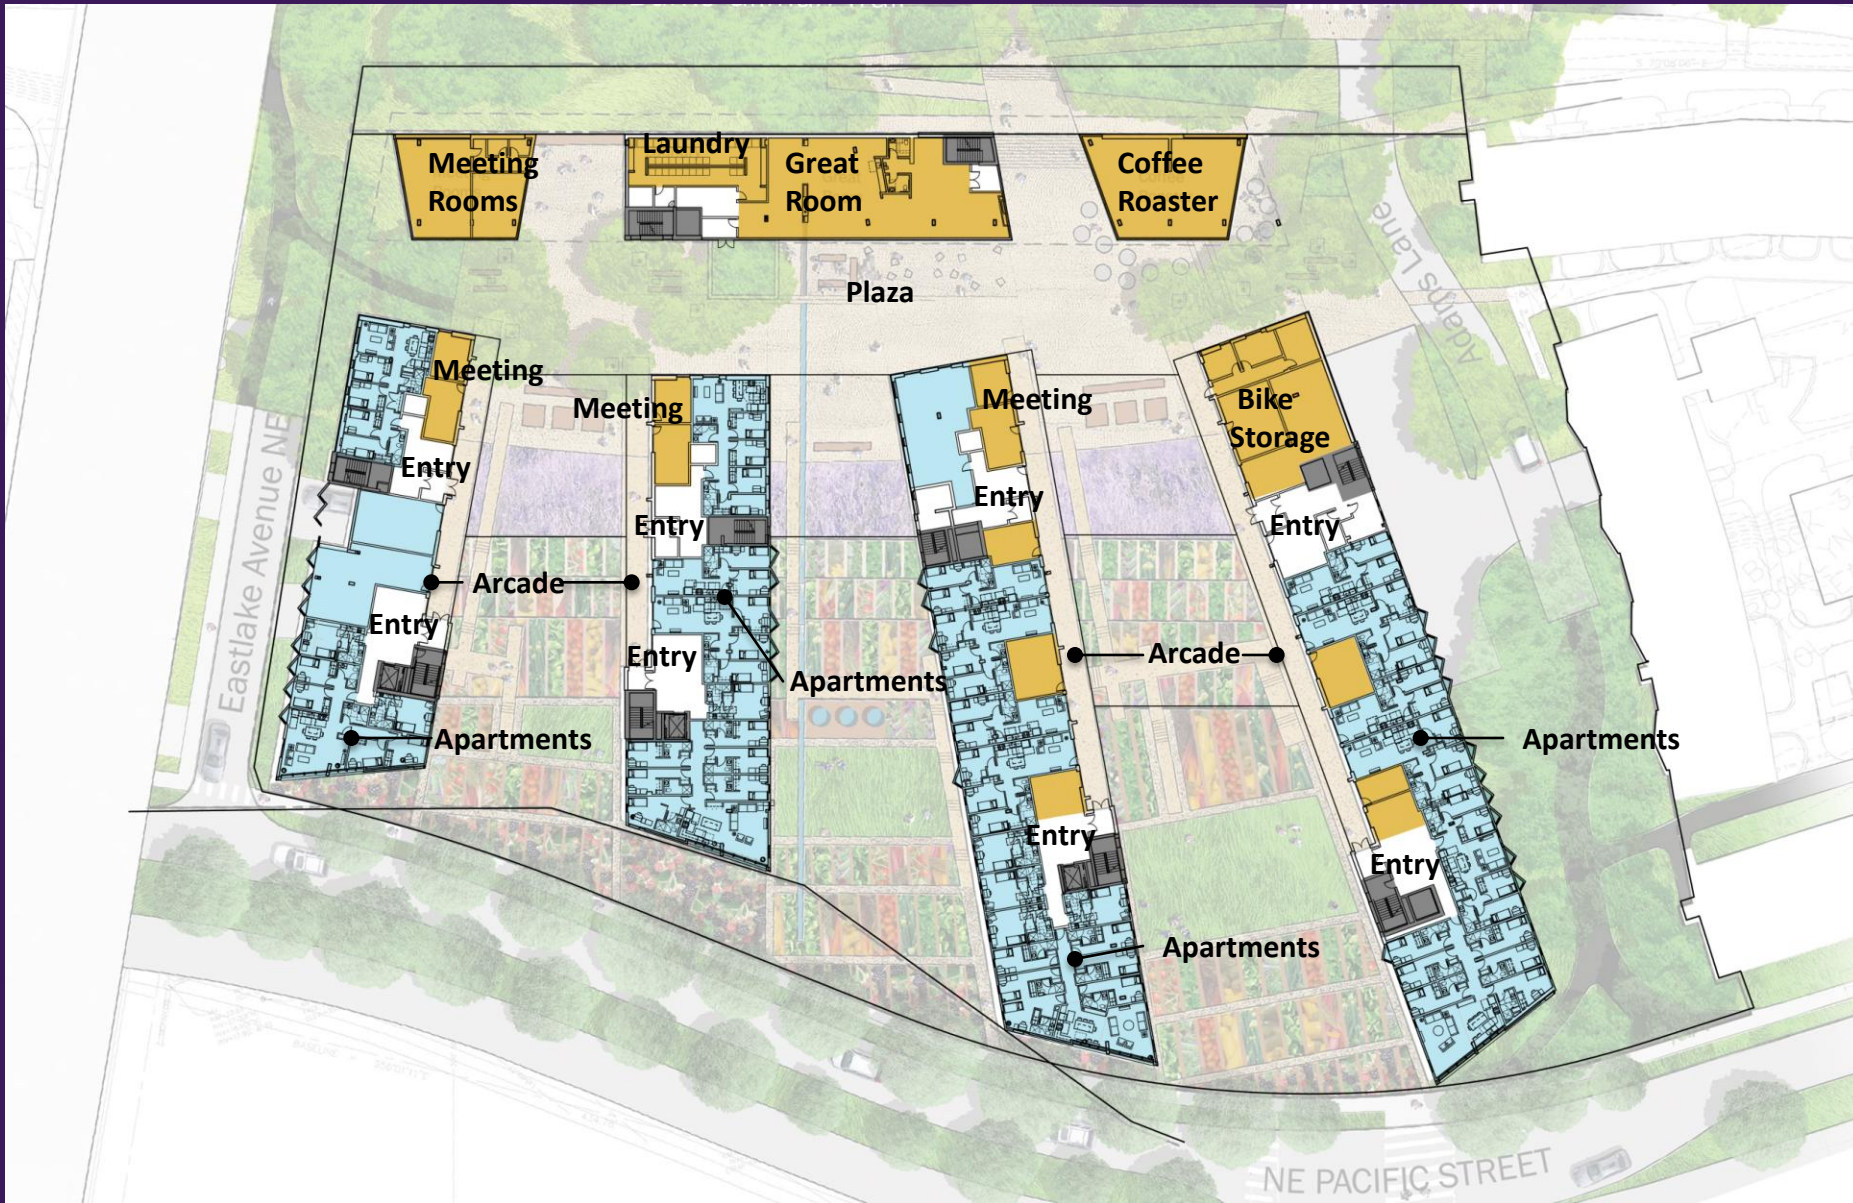 Meeting
Rooms
Laundry
Great
Room
Coffee
Roaster
Plaza
Adams Lane
Meeting
Meeting
Meeting
Bike
Storage
Eastlake Avenue NE
Entry
Entry
Entry
Entry
Arcade
Entry
Entry
Arcade
Apartments
Apartments
Apartments
Entry
Entry
Apartments
NE PACIFIC STREET